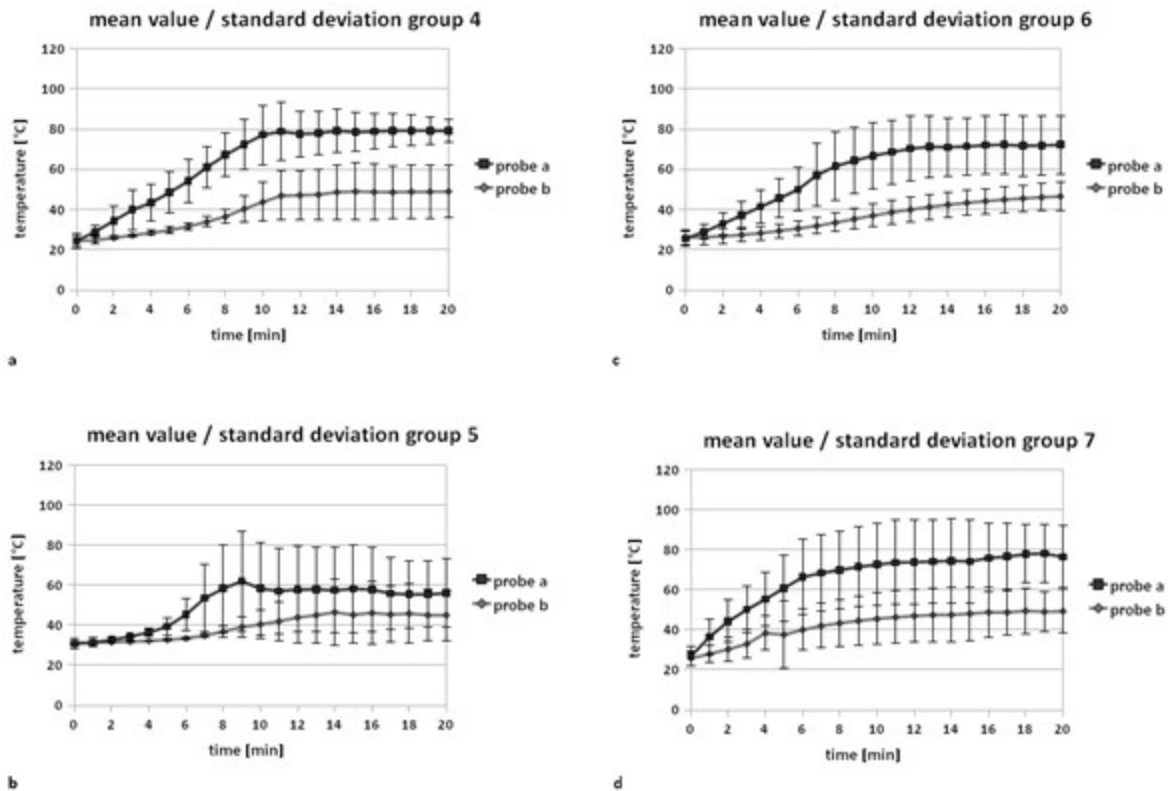 mean value / standard deviation group 4
120
100
80
60
40
20
0
temperature [°C]
0 2 4 6 8 10 12 14 16 18 20
time [min]
probe a
probe b
a
mean value / standard deviation group 6
120
100
80
60
40
20
0
temperature [°C]
0 2 4 6 8 10 12 14 16 18 20
time [min]
probe a
probe b
c
mean value / standard deviation group 5
120
100
80
60
40
20
0
temperature [°C]
0 2 4 6 8 10 12 14 16 18 20
time [min]
probe a
probe b
b
mean value / standard deviation group 7
120
100
80
60
40
20
0
temperature [°C]
0 2 4 6 8 10 12 14 16 18 20
time [min]
probe a
probe b
d